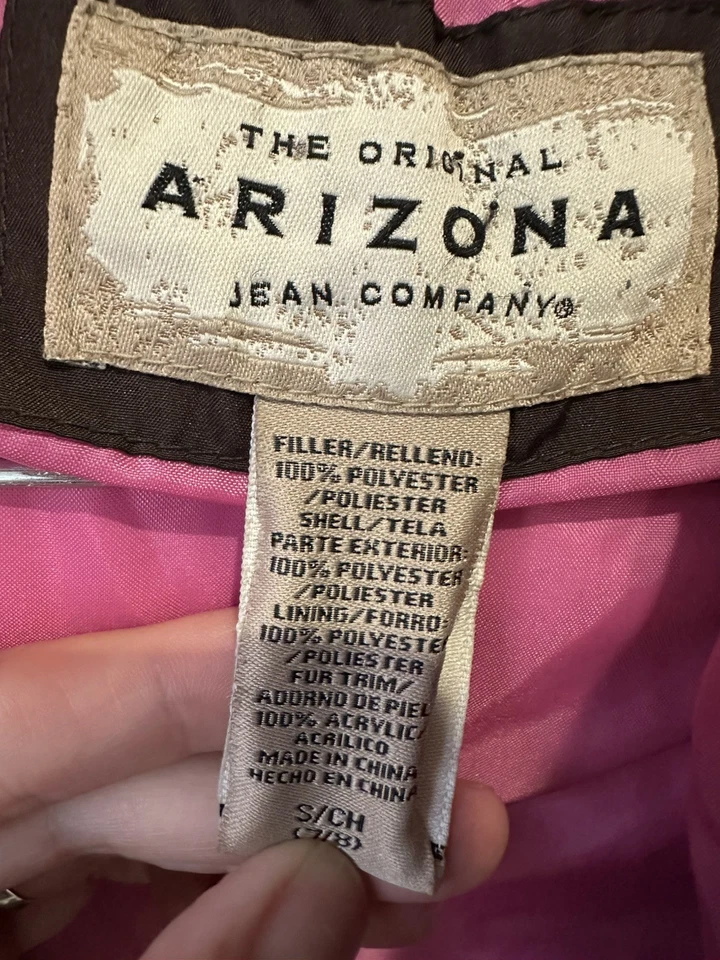 THE ORIGINAL
ARIZONA
JEAN COMPANY®
FILLER/RELLENO:
100% POLYESTER
/POLIESTER
SHELL/TELA
PARTE EXTERIOR:
100% POLYESTER
/POLIESTER
LINING/FORRO:
100% POLYESTE
/POLIESTER
FUR TRIM/
ADORNO DE PIEL
100% ACRYLIC/
ACRILICO
MADE IN CHINA
HECHO EN CHINA
S/CH
(7/8)